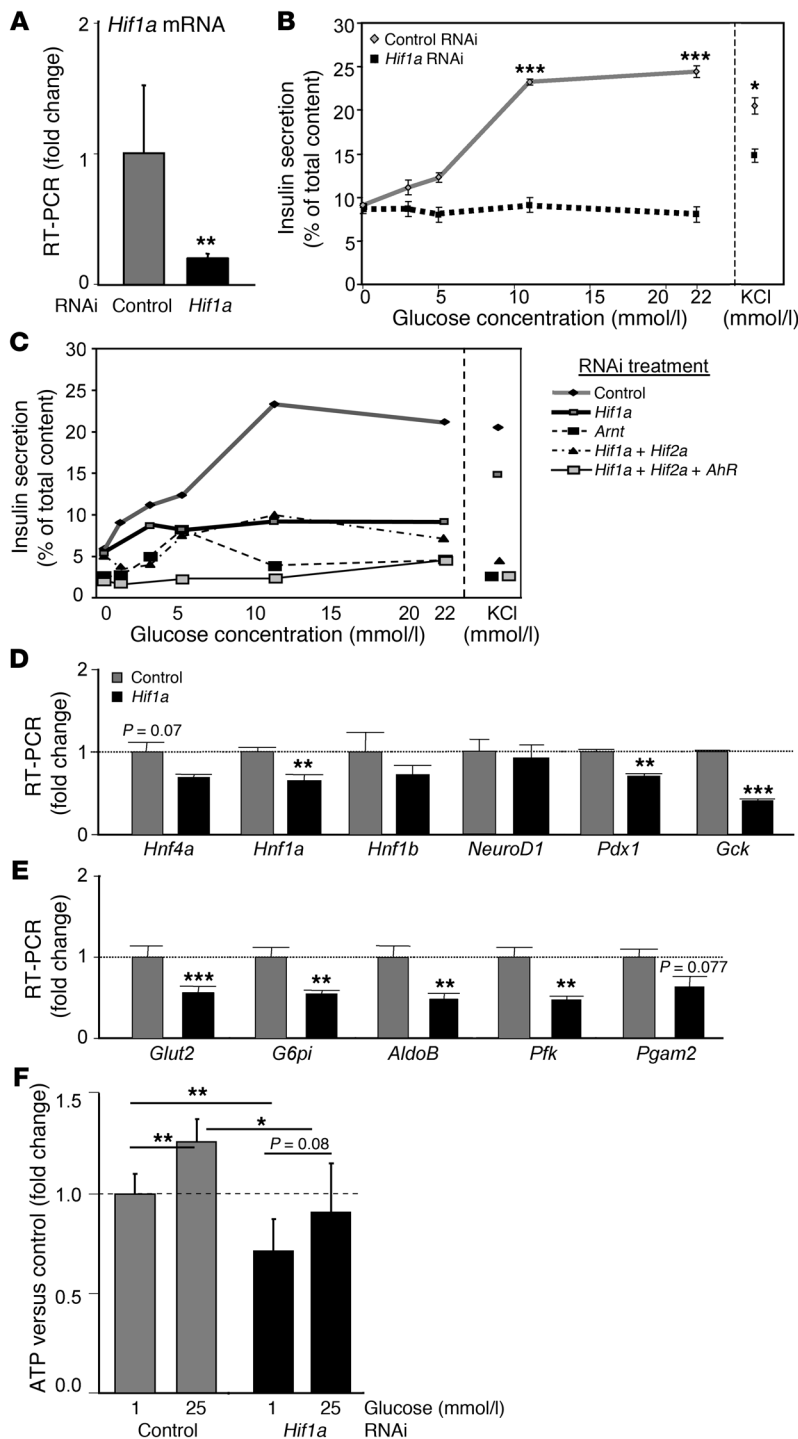 A
Hif1a mRNA
RT-PCR (fold change)
2
1
0
**
RNAi Control Hif1a
B
Insulin secretion
(% of total content)
30
25
20
15
10
5
0
Control RNAi
Hif1a RNAi
***
***
*
0 5 10 15 20 22 KCl
Glucose concentration (mmol/l) (mmol/l)
C
Insulin secretion
(% of total content)
30
25
20
15
10
5
0
0 5 10 15 20 22 KCl
Glucose concentration (mmol/l) (mmol/l)
RNAi treatment
Control
Hif1a
Arnt
Hif1a + Hif2a
Hif1a + Hif2a + AhR
D
RT-PCR
(fold change)
2
1
0
Control
Hif1a
P = 0.07
**
**
***
Hnf4a Hnf1a Hnf1b NeuroD1 Pdx1 Gck
E
RT-PCR
(fold change)
2
1
0
***
**
**
**
P = 0.077
Glut2 G6pi AldoB Pfk Pgam2
F
ATP versus control (fold change)
1.5
1.0
0.5
0.0
**
**
*
P = 0.08
1 25 1 25 Glucose (mmol/l)
Control Hif1a RNAi